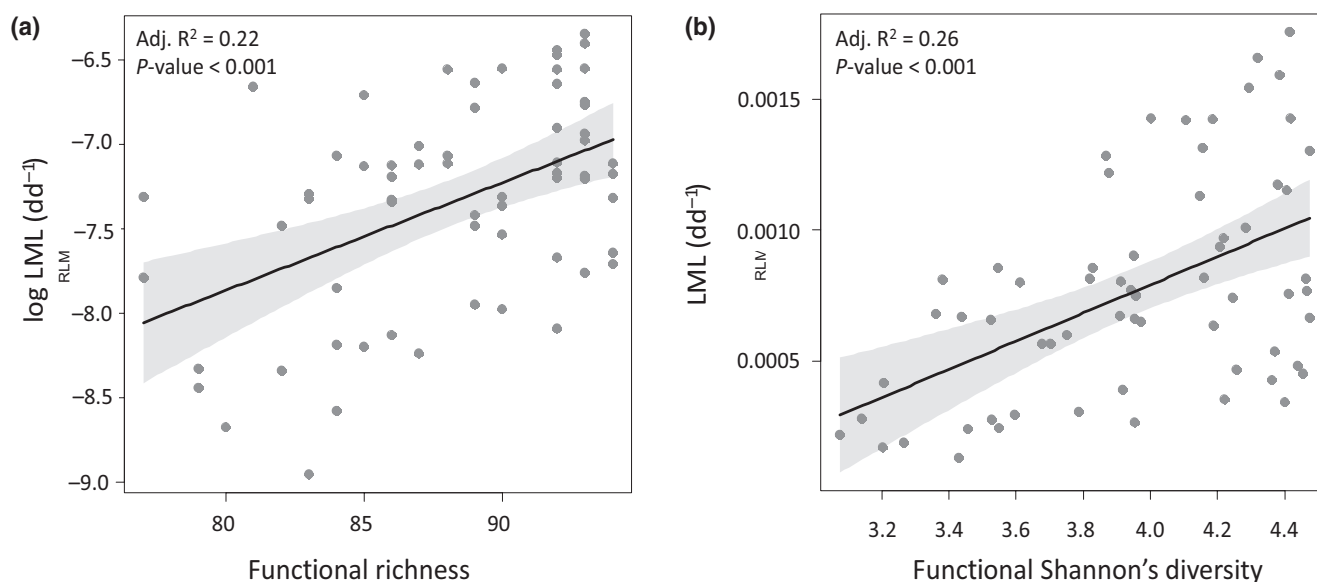 (a)
Adj. R² = 0.22
P-value < 0.001
−6.5
−7.0
−7.5
−8.0
−8.5
−9.0
log LML (dd⁻¹)
RLM
80
85
90
Functional richness
(b)
Adj. R² = 0.26
P-value < 0.001
0.0015
0.0010
0.0005
LML (dd⁻¹)
RLM
3.2
3.4
3.6
3.8
4.0
4.2
4.4
Functional Shannon’s diversity